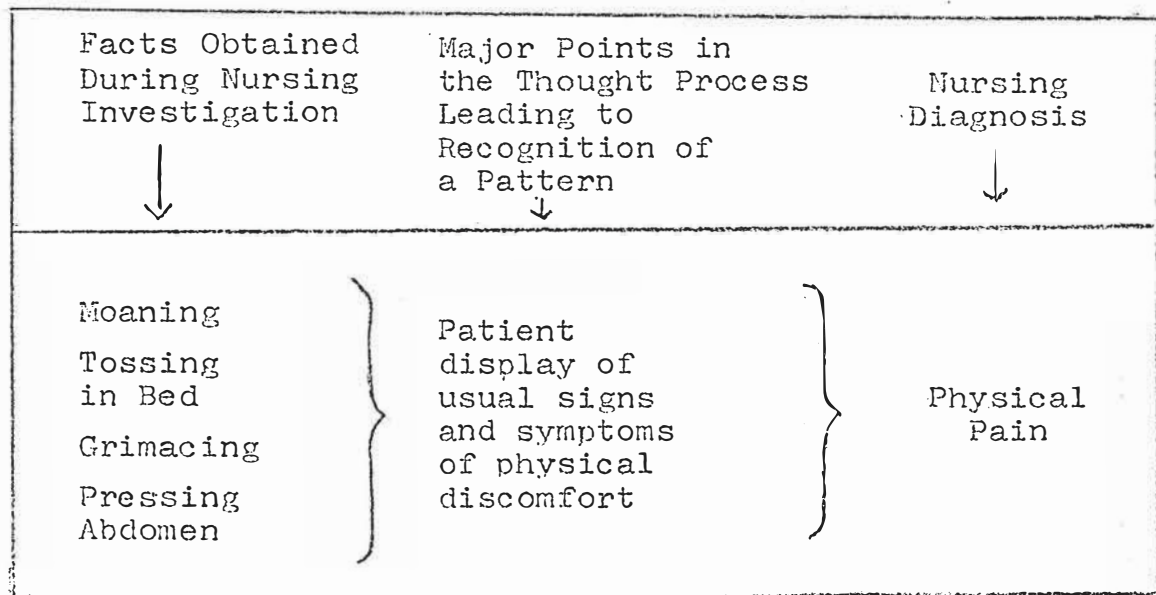 Facts Obtained
During Nursing
Investigation
Major Points in
the Thought Process
Leading to
Recognition of
a Pattern
Nursing
Diagnosis
Moaning
Tossing
in Bed
Grimacing
Pressing
Abdomen
Patient
display of
usual signs
and symptoms
of physical
discomfort
Physical
Pain